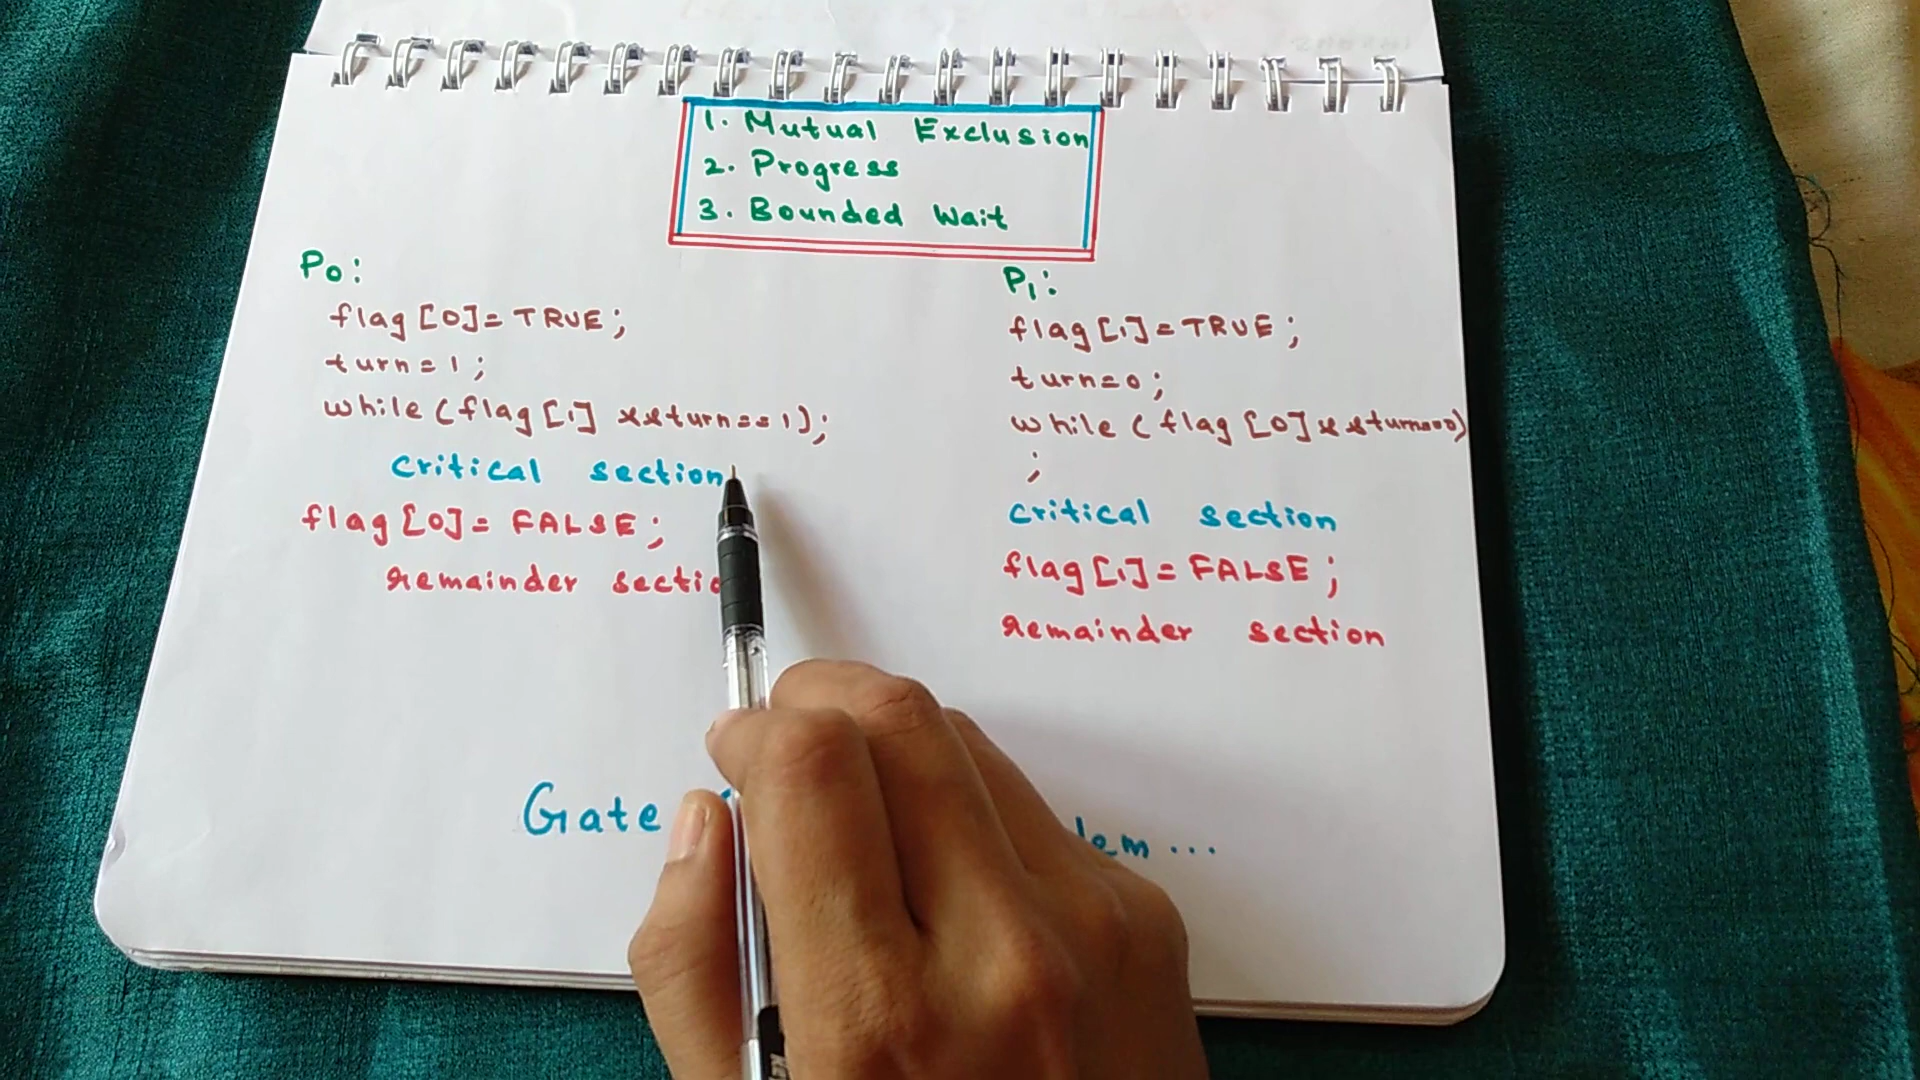 1. Mutual Exclusion
2. Progress
3. Bounded Wait
P0:
flag[0]=TRUE;
turn=1;
while(flag[1] &&turn==1);
critical section
flag[0]= FALSE;
remainder
P1:
flag[1]=TRUE;
turn=0;
while(flag[0]&&turn==0)
;
critical section
flag[1]=FALSE;
remainder section
Gate